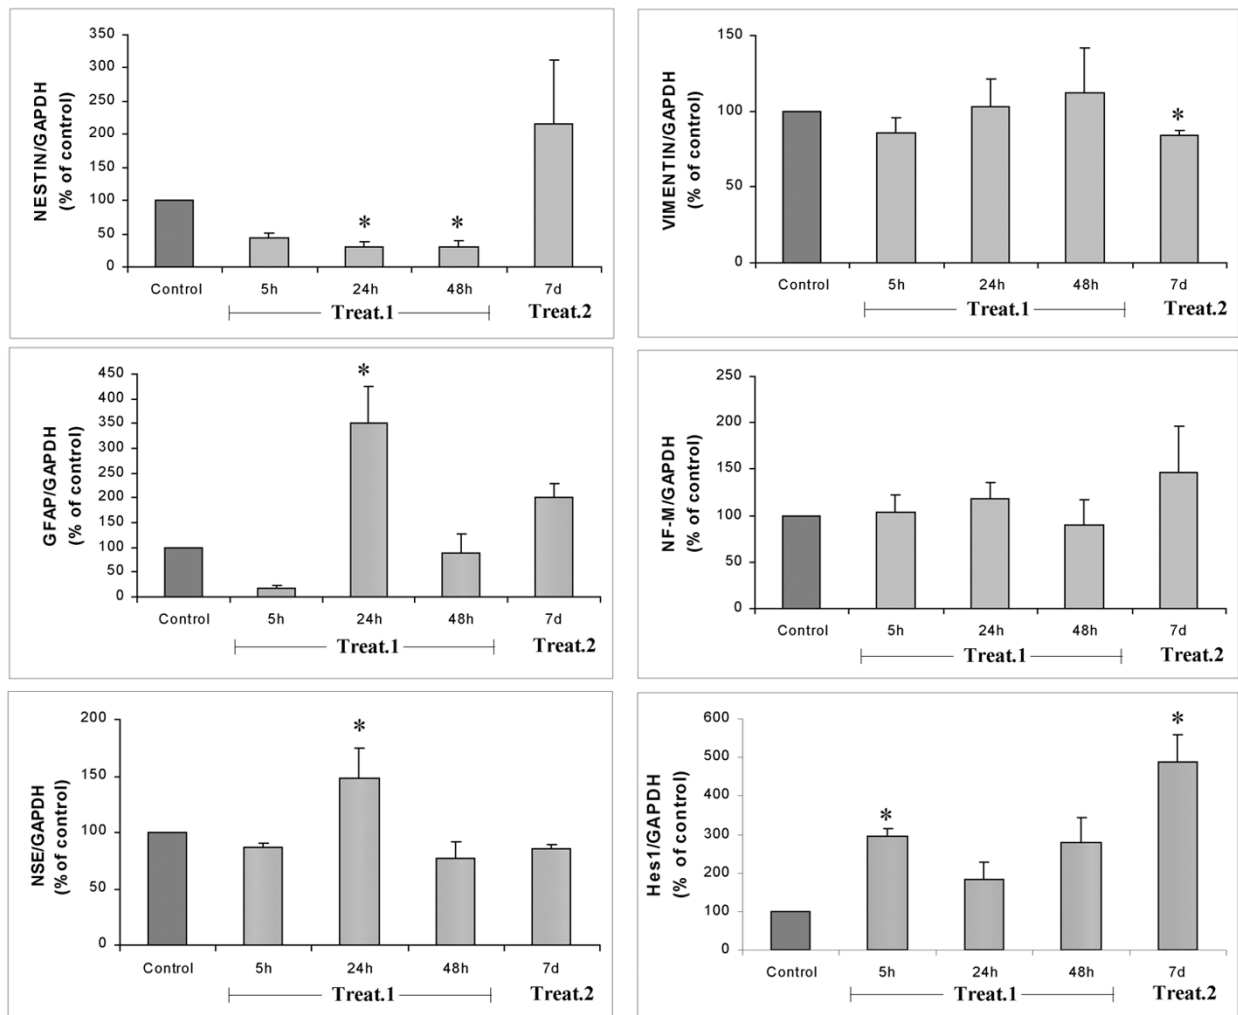 NESTIN/GAPDH
(% of control)
350
300
250
200
150
100
50
0
*
*
Control
5h
24h
48h
7d
Treat.1
Treat.2
VIMENTIN/GAPDH
(% of control)
150
100
50
0
*
Control
5h
24h
48h
7d
Treat.1
Treat.2
GFAP/GAPDH
(% of control)
450
400
350
300
250
200
150
100
50
0
*
Control
5h
24h
48h
7d
Treat.1
Treat.2
NF-M/GAPDH
(% of control)
250
200
150
100
50
0
Control
5h
24h
48h
7d
Treat.1
Treat.2
NSE/GAPDH
(% of control)
200
150
100
50
0
*
Control
5h
24h
48h
7d
Treat.1
Treat.2
Hes1/GAPDH
(% of control)
600
500
400
300
200
100
0
*
*
Control
5h
24h
48h
7d
Treat.1
Treat.2